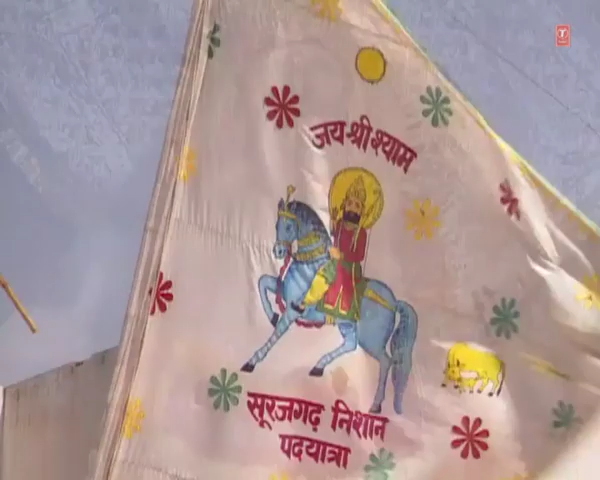 जय श्री श्याम
सूरजगढ़ निशान
पदयात्रा